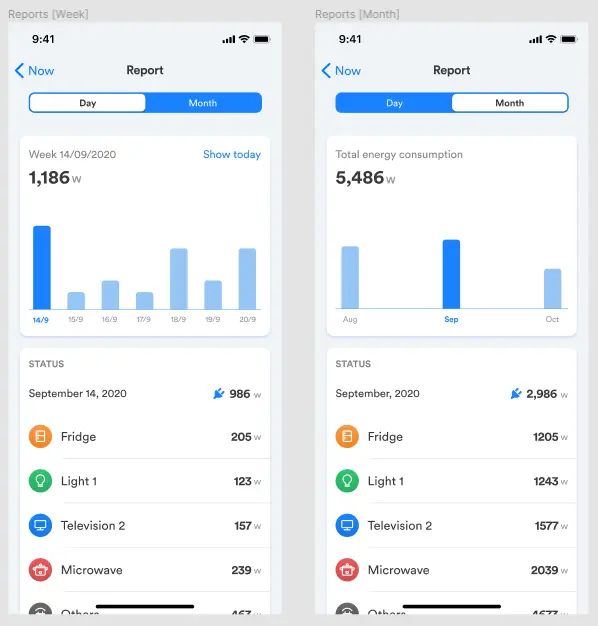 Reports [Week]
9:41
Now Report
Day Month
Week 14/09/2020 Show today
1,186 W
14/9 15/9 16/9 17/9 18/9 19/9 20/9
STATUS
September 14, 2020 986 W
Fridge 205 W
Light 1 123 W
Television 2 157 W
Microwave 239 W
Others 467 W
Reports [Month]
9:41
Now Report
Day Month
Total energy consumption
5,486 W
Aug Sep Oct
STATUS
September, 2020 2,986 W
Fridge 1205 W
Light 1 1243 W
Television 2 1577 W
Microwave 2039 W
Others W